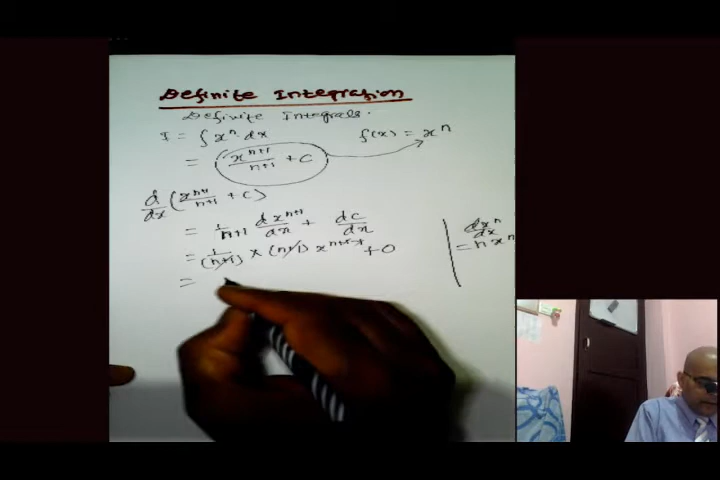 Definite Integration
Definite Integrals.
I = ∫ xⁿ · dx f(x) = xⁿ
= xⁿ⁺¹/n+1 + C
d/dx (xⁿ⁺¹/n+1 + C)
= 1/n+1 dxⁿ⁺¹/dx + dc/dx
= 1/(n+1) × (n+1) xⁿ⁺¹⁻¹ + 0
=
dxⁿ/dx
= n xⁿ